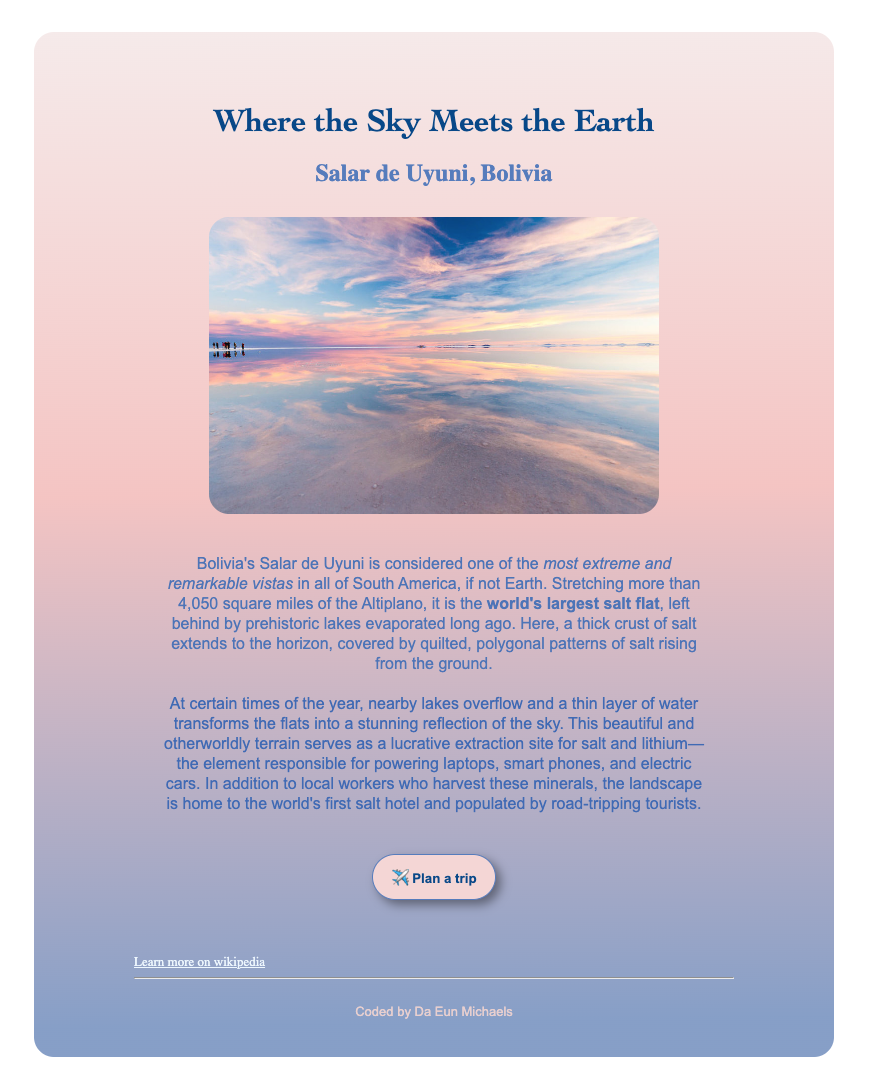 Where the Sky Meets the Earth
Salar de Uyuni, Bolivia
Bolivia's Salar de Uyuni is considered one of the most extreme and
remarkable vistas in all of South America, if not Earth. Stretching more than
4,050 square miles of the Altiplano, it is the world's largest salt flat, left
behind by prehistoric lakes evaporated long ago. Here, a thick crust of salt
extends to the horizon, covered by quilted, polygonal patterns of salt rising
from the ground.
At certain times of the year, nearby lakes overflow and a thin layer of water
transforms the flats into a stunning reflection of the sky. This beautiful and
otherworldly terrain serves as a lucrative extraction site for salt and lithium—
the element responsible for powering laptops, smart phones, and electric
cars. In addition to local workers who harvest these minerals, the landscape
is home to the world's first salt hotel and populated by road-tripping tourists.
✈️ Plan a trip
Learn more on wikipedia
Coded by Da Eun Michaels